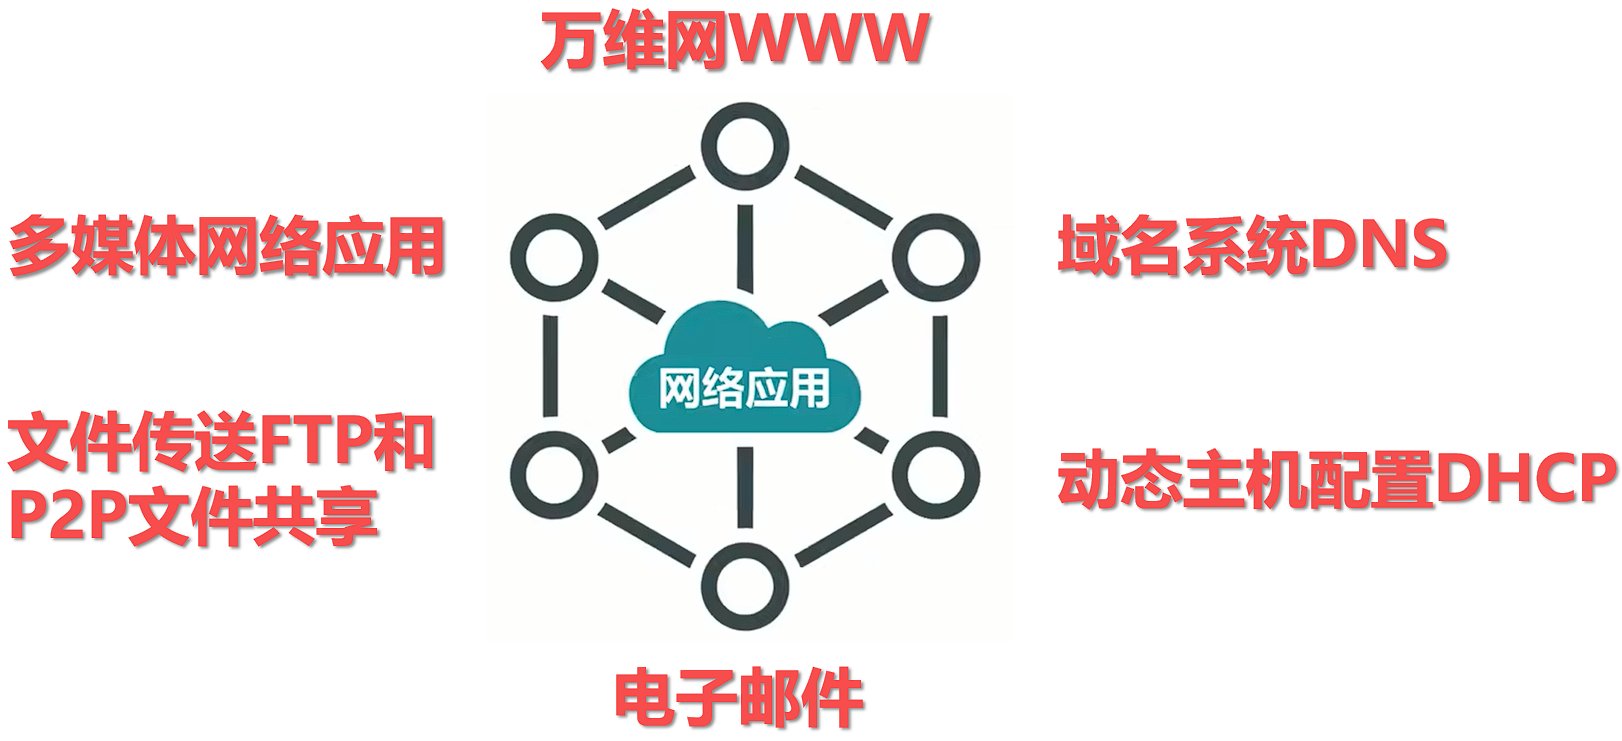 万维网WWW
多媒体网络应用
域名系统DNS
网络应用
文件传送FTP和
P2P文件共享
动态主机配置DHCP
电子邮件